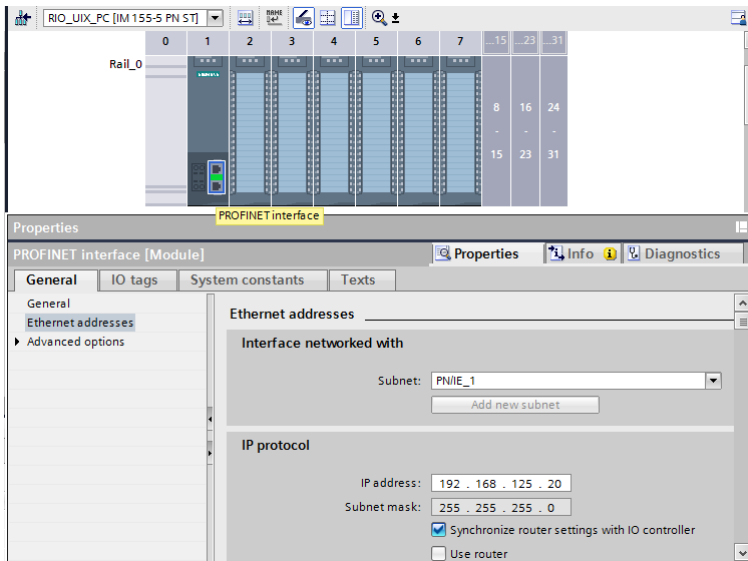 RIO_UIX_PC [IM 155-5 PN ST]
NAME
0 1 2 3 4 5 6 7 ...15 ...23 ...31
Rail_0
SIEMENS
8 16 24
- - -
15 23 31
PROFINET interface
Properties
PROFINET interface [Module]
Properties
Info
Diagnostics
General
IO tags
System constants
Texts
General
Ethernet addresses
Advanced options
Ethernet addresses
Interface networked with
Subnet: PN/IE_1
Add new subnet
IP protocol
IP address: 192 . 168 . 125 . 20
Subnet mask: 255 . 255 . 255 . 0
Synchronize router settings with IO controller
Use router